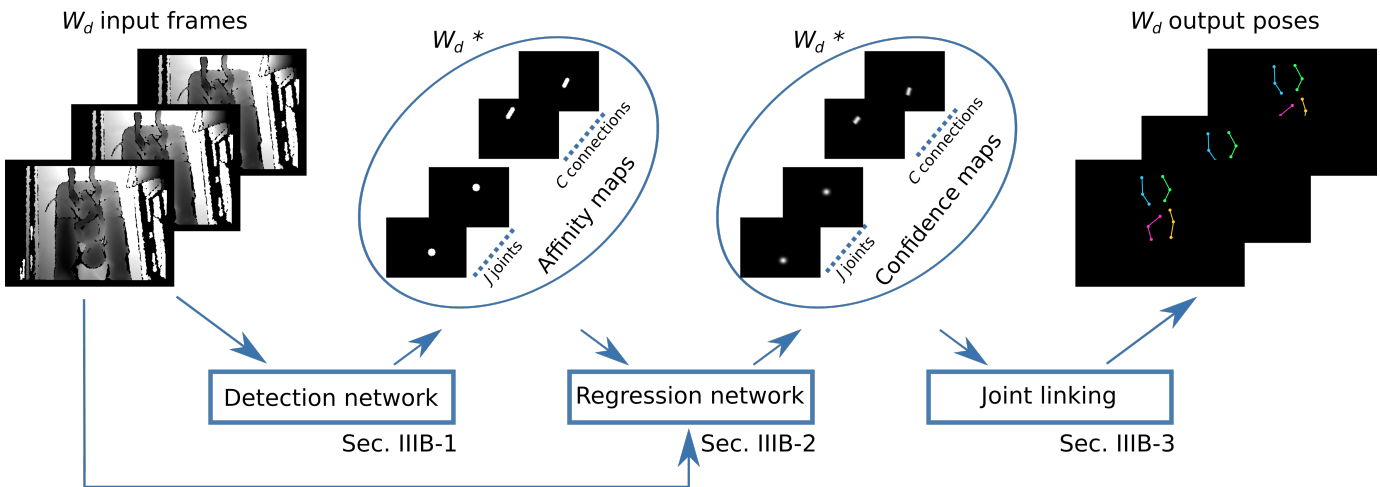 W_d input frames
W_d *
C connections
J joints
Affinity maps
W_d *
C connections
J joints
Confidence maps
W_d output poses
Detection network
Sec. IIIB-1
Regression network
Sec. IIIB-2
Joint linking
Sec. IIIB-3